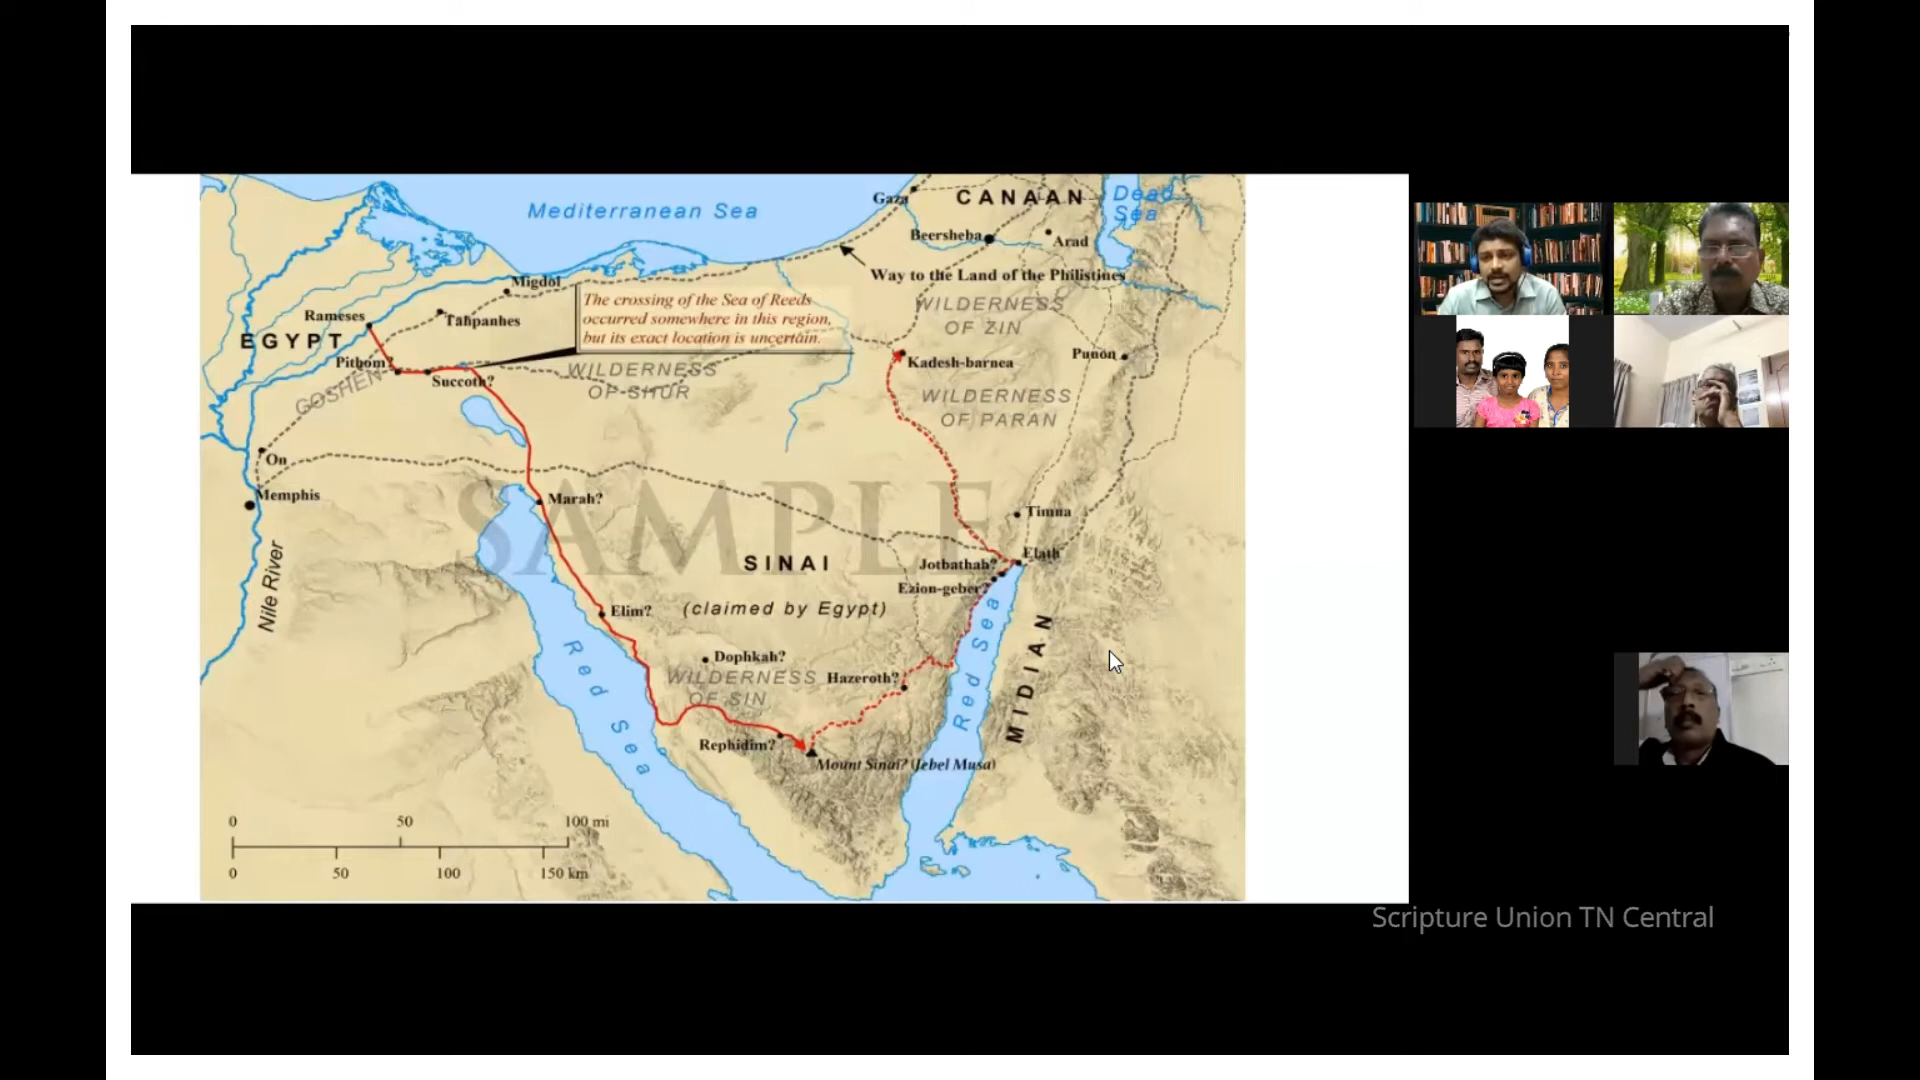 Mediterranean Sea
Gaza
CANAAN
Dead
Sea
Beersheba
Arad
Way to the Land of the Philistines
Migdol
WILDERNESS
OF ZIN
The crossing of the Sea of Reeds
occurred somewhere in this region,
but its exact location is uncertain.
Rameses
Tahpanhes
EGYPT
Pithom?
Succoth?
GOSHEN
WILDERNESS
OF SHUR
Kadesh-barnea
Punon
WILDERNESS
OF PARAN
On
Memphis
Marah?
SAMPLE
Timna
Elath
SINAI
Jotbathah?
Ezion-geber?
Nile River
Elim?
(claimed by Egypt)
Red Sea
Red Sea
MIDIAN
Dophkah?
WILDERNESS
OF SIN
Hazeroth?
Rephidim?
Mount Sinai? (Jebel Musa)
0 50 100 mi
0 50 100 150 km
Scripture Union TN Central